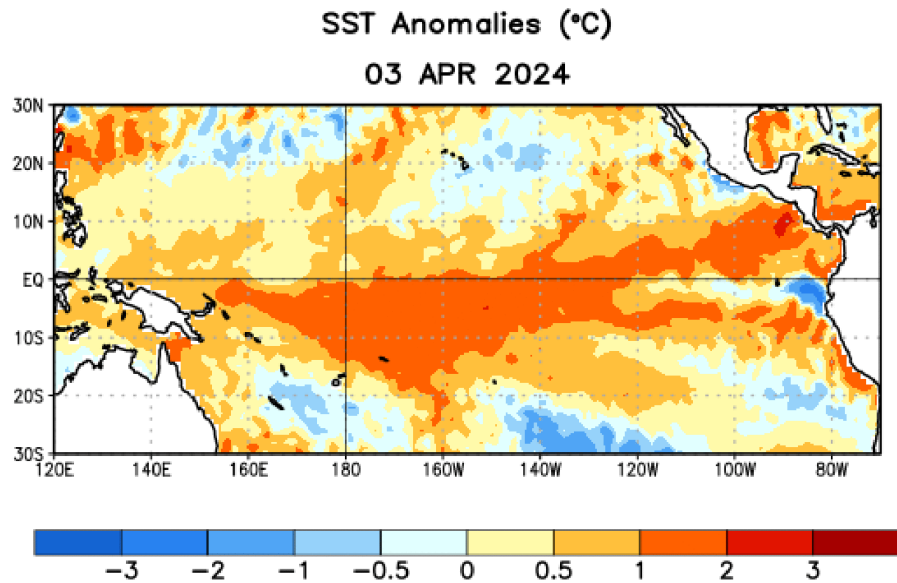 SST Anomalies (°C)
03 APR 2024
30N
20N
10N
EQ
10S
20S
30S
120E 140E 160E 180 160W 140W 120W 100W 80W
−3 −2 −1 −0.5 0 0.5 1 2 3